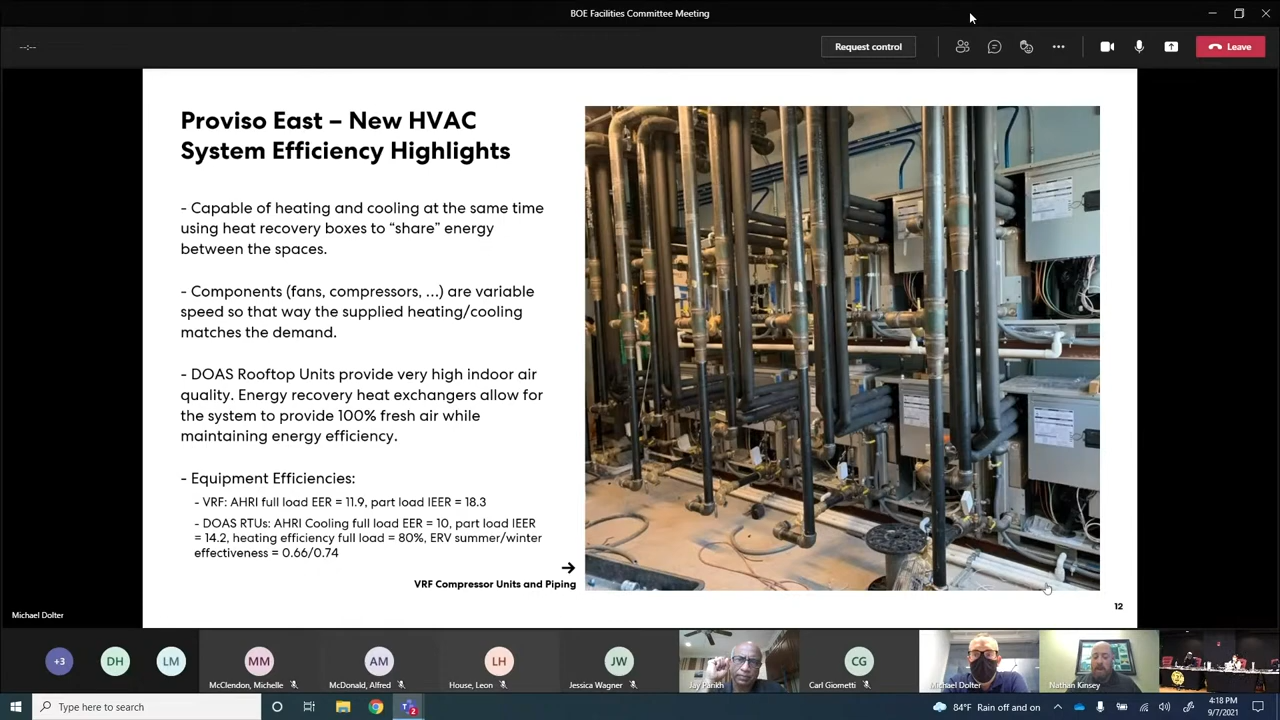 BOE Facilities Committee Meeting
--:--
Request control
Leave
Proviso East – New HVAC
System Efficiency Highlights
- Capable of heating and cooling at the same time
using heat recovery boxes to “share” energy
between the spaces.
- Components (fans, compressors, ...) are variable
speed so that way the supplied heating/cooling
matches the demand.
- DOAS Rooftop Units provide very high indoor air
quality. Energy recovery heat exchangers allow for
the system to provide 100% fresh air while
maintaining energy efficiency.
- Equipment Efficiencies:
- VRF: AHRI full load EER = 11.9, part load IEER = 18.3
- DOAS RTUs: AHRI Cooling full load EER = 10, part load IEER
= 14.2, heating efficiency full load = 80%, ERV summer/winter
effectiveness = 0.66/0.74
VRF Compressor Units and Piping
12
Michael Dolter
+3
DH
LM
MM
McClendon, Michelle
AM
McDonald, Alfred
LH
House, Leon
JW
Jessica Wagner
Jay Parikh
CG
Carl Giometti
Michael Dolter
Nathan Kinsey
Type here to search
2
84°F Rain off and on
4:18 PM
9/7/2021